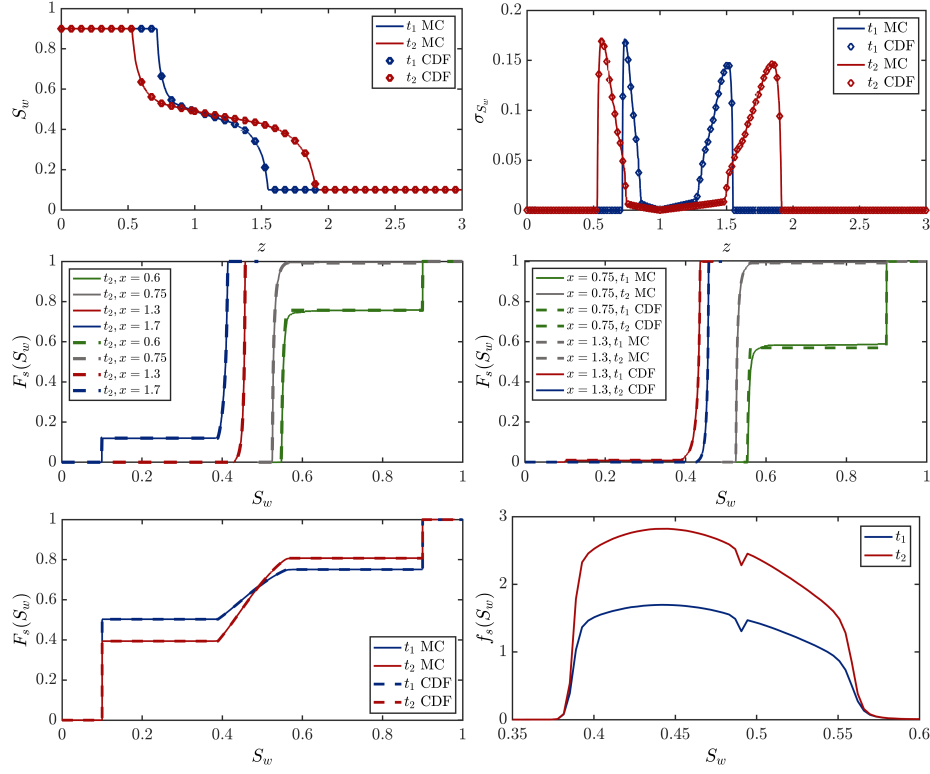 1
0.8
0.6
0.4
0.2
0
S_w
0
0.5
1
1.5
2
2.5
3
z
t_1 MC
t_2 MC
t_1 CDF
t_2 CDF
0.2
0.15
0.1
0.05
0
σ_{S_w}
0
0.5
1
1.5
2
2.5
3
z
t_1 MC
t_1 CDF
t_2 MC
t_2 CDF
1
0.8
0.6
0.4
0.2
0
F_s(S_w)
0
0.2
0.4
0.6
0.8
1
S_w
t_2, x = 0.6
t_2, x = 0.75
t_2, x = 1.3
t_2, x = 1.7
t_2, x = 0.6
t_2, x = 0.75
t_2, x = 1.3
t_2, x = 1.7
1
0.8
0.6
0.4
0.2
0
F_s(S_w)
0
0.2
0.4
0.6
0.8
1
S_w
x = 0.75, t_1 MC
x = 0.75, t_2 MC
x = 0.75, t_1 CDF
x = 0.75, t_2 CDF
x = 1.3, t_1 MC
x = 1.3, t_2 MC
x = 1.3, t_1 CDF
x = 1.3, t_2 CDF
1
0.8
0.6
0.4
0.2
0
F_s(S_w)
0
0.2
0.4
0.6
0.8
1
S_w
t_1 MC
t_2 MC
t_1 CDF
t_2 CDF
3
2
1
0
f_s(S_w)
0.35
0.4
0.45
0.5
0.55
0.6
S_w
t_1
t_2